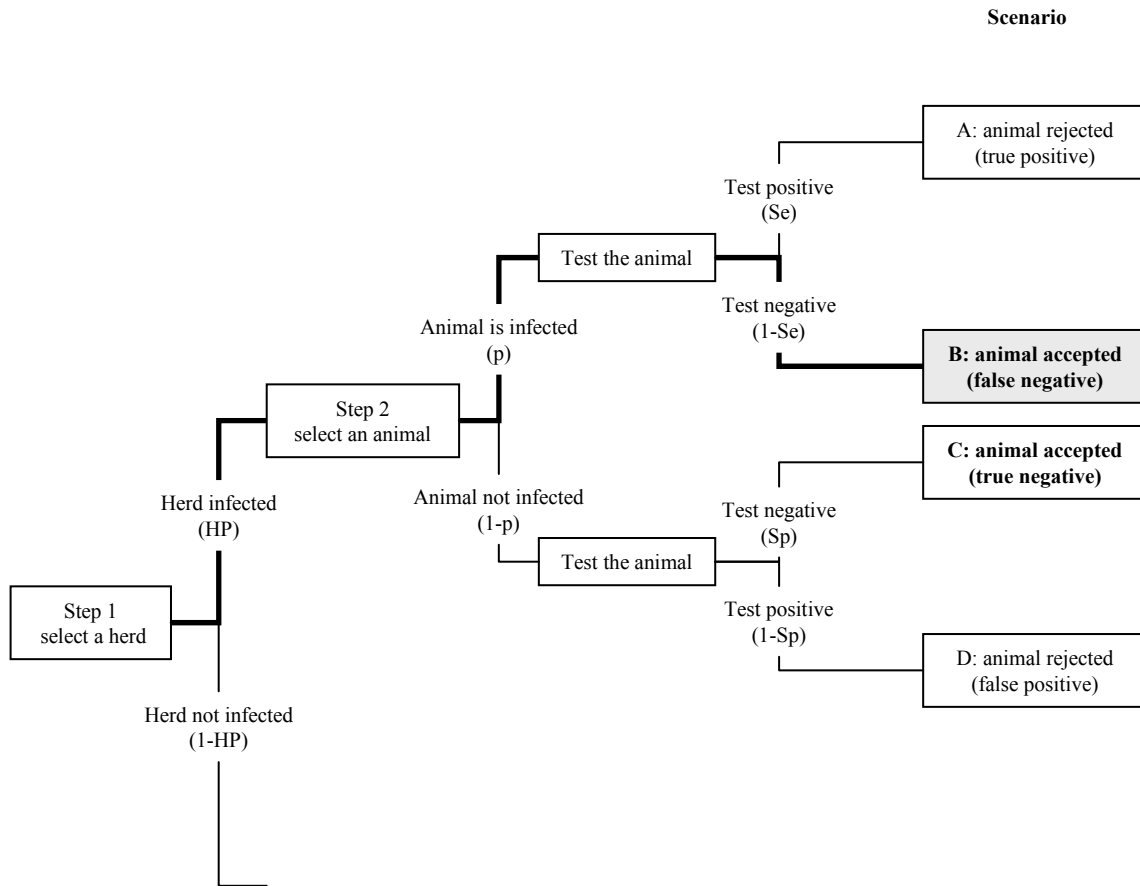 Scenario
A: animal rejected
(true positive)
Test positive
(Se)
Test the animal
Test negative
(1-Se)
Animal is infected
(p)
B: animal accepted
(false negative)
Step 2
select an animal
C: animal accepted
(true negative)
Animal not infected
(1-p)
Herd infected
(HP)
Test negative
(Sp)
Test the animal
Step 1
select a herd
Test positive
(1-Sp)
D: animal rejected
(false positive)
Herd not infected
(1-HP)